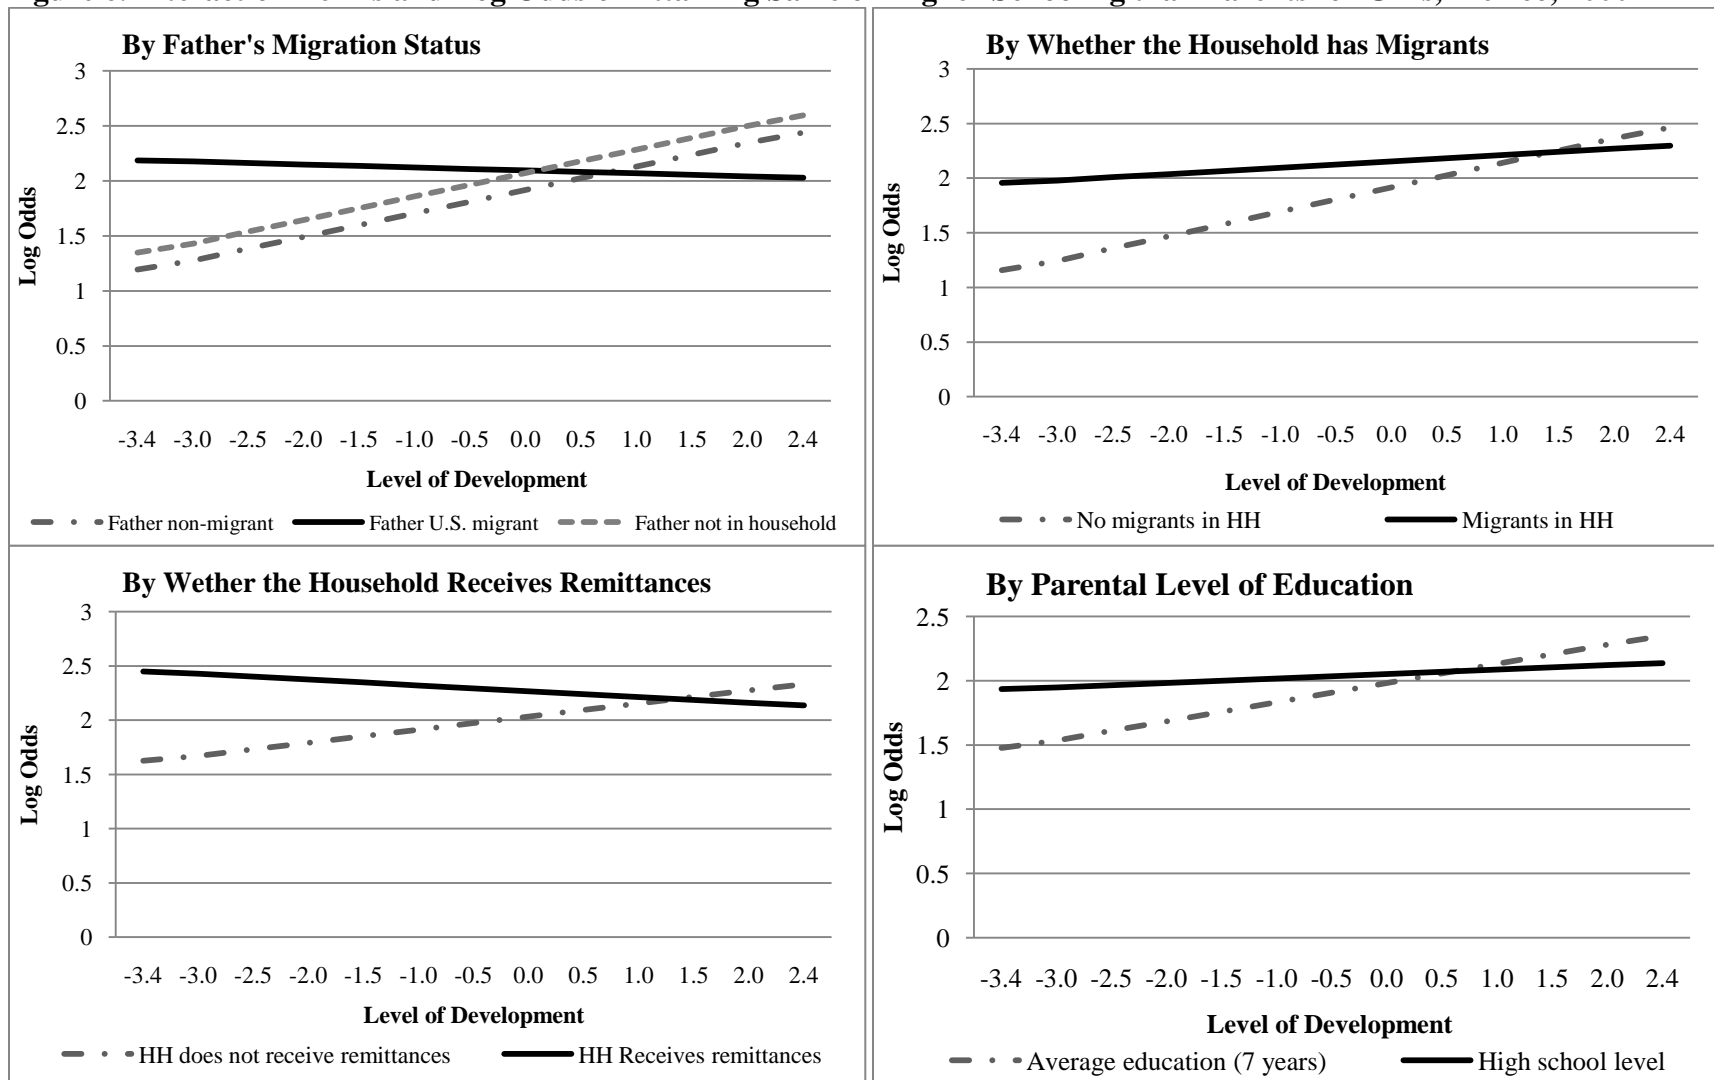 By Father's Migration Status
3
2.5
2
1.5
1
0.5
0
Log Odds
-3.4 -3.0 -2.5 -2.0 -1.5 -1.0 -0.5 0.0 0.5 1.0 1.5 2.0 2.4
Level of Development
Father non-migrant Father U.S. migrant Father not in household
By Whether the Household has Migrants
3
2.5
2
1.5
1
0.5
0
Log Odds
-3.4 -3.0 -2.5 -2.0 -1.5 -1.0 -0.5 0.0 0.5 1.0 1.5 2.0 2.4
Level of Development
No migrants in HH Migrants in HH
By Wether the Household Receives Remittances
3
2.5
2
1.5
1
0.5
0
Log Odds
-3.4 -3.0 -2.5 -2.0 -1.5 -1.0 -0.5 0.0 0.5 1.0 1.5 2.0 2.4
Level of Development
HH does not receive remittances HH Receives remittances
By Parental Level of Education
2.5
2
1.5
1
0.5
0
Log Odds
-3.4 -3.0 -2.5 -2.0 -1.5 -1.0 -0.5 0.0 0.5 1.0 1.5 2.0 2.4
Level of Development
Average education (7 years) High school level